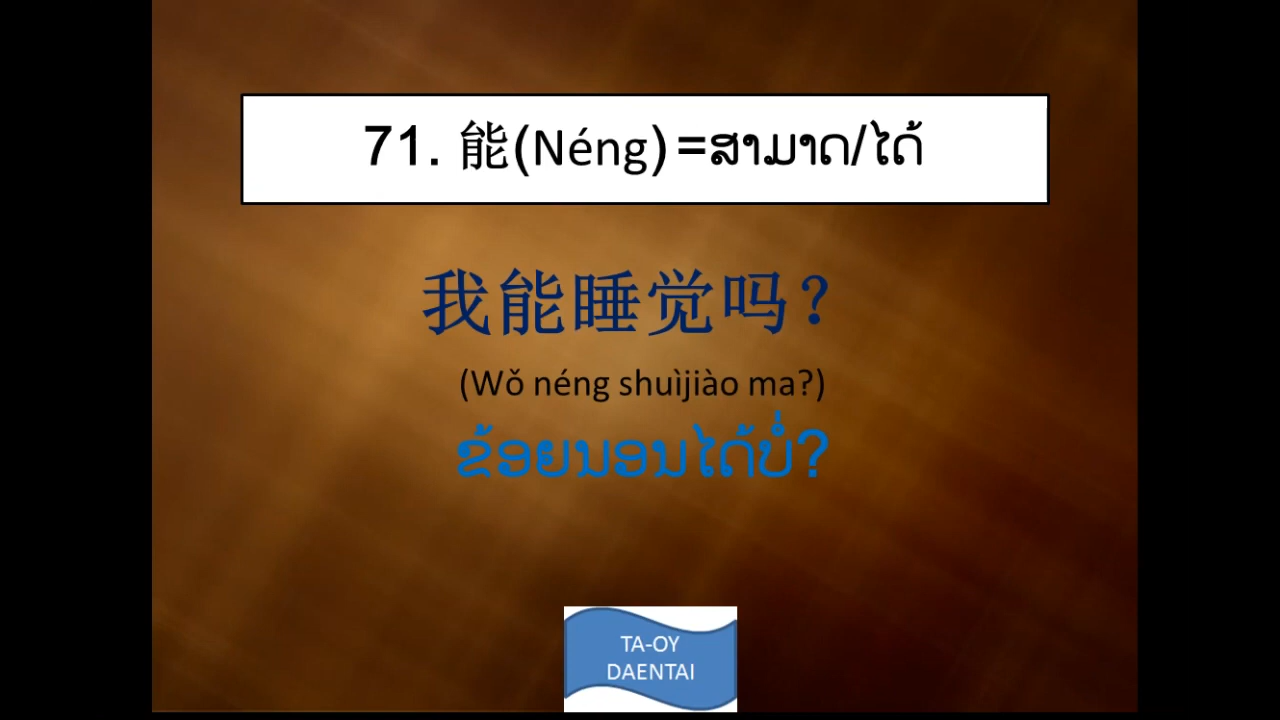 71. 能(Néng)=ສາມາດ/ໄດ້
我能睡觉吗?
(Wǒ néng shuìjiào ma?)
ຂ້ອຍນອນໄດ້ບໍ່?
TA-OY
DAENTAI